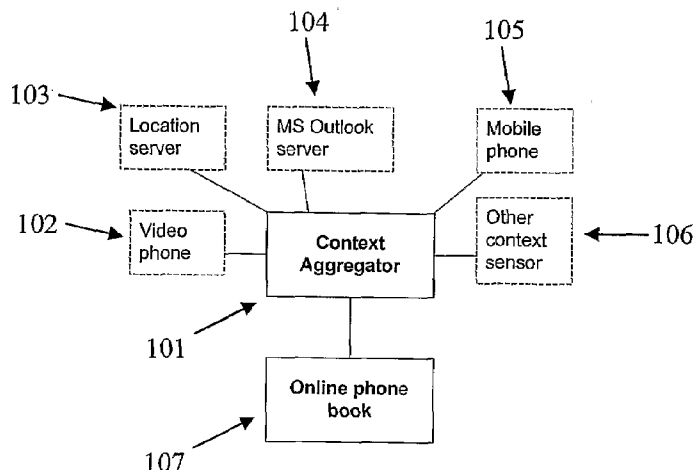 104
105
103
Location
server
MS Outlook
server
Mobile
phone
102
Video
phone
Context
Aggregator
Other
context
sensor
106
101
Online phone
book
107